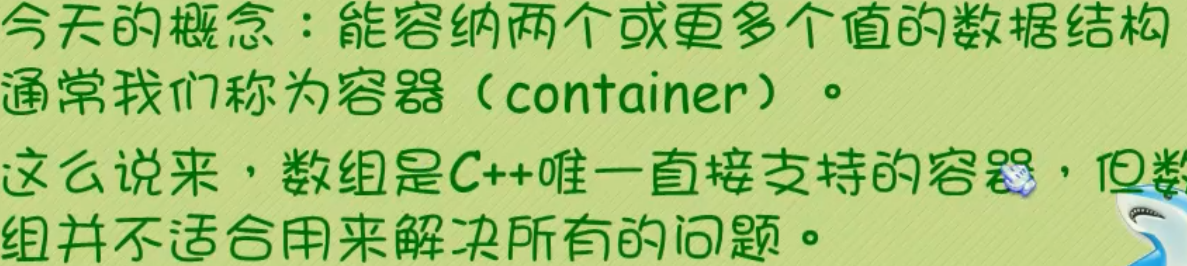 今天的概念：能容纳两个或更多个值的数据结构
通常我们称为容器（container）。
这么说来，数组是C++唯一直接支持的容器，但数
组并不适合用来解决所有的问题。